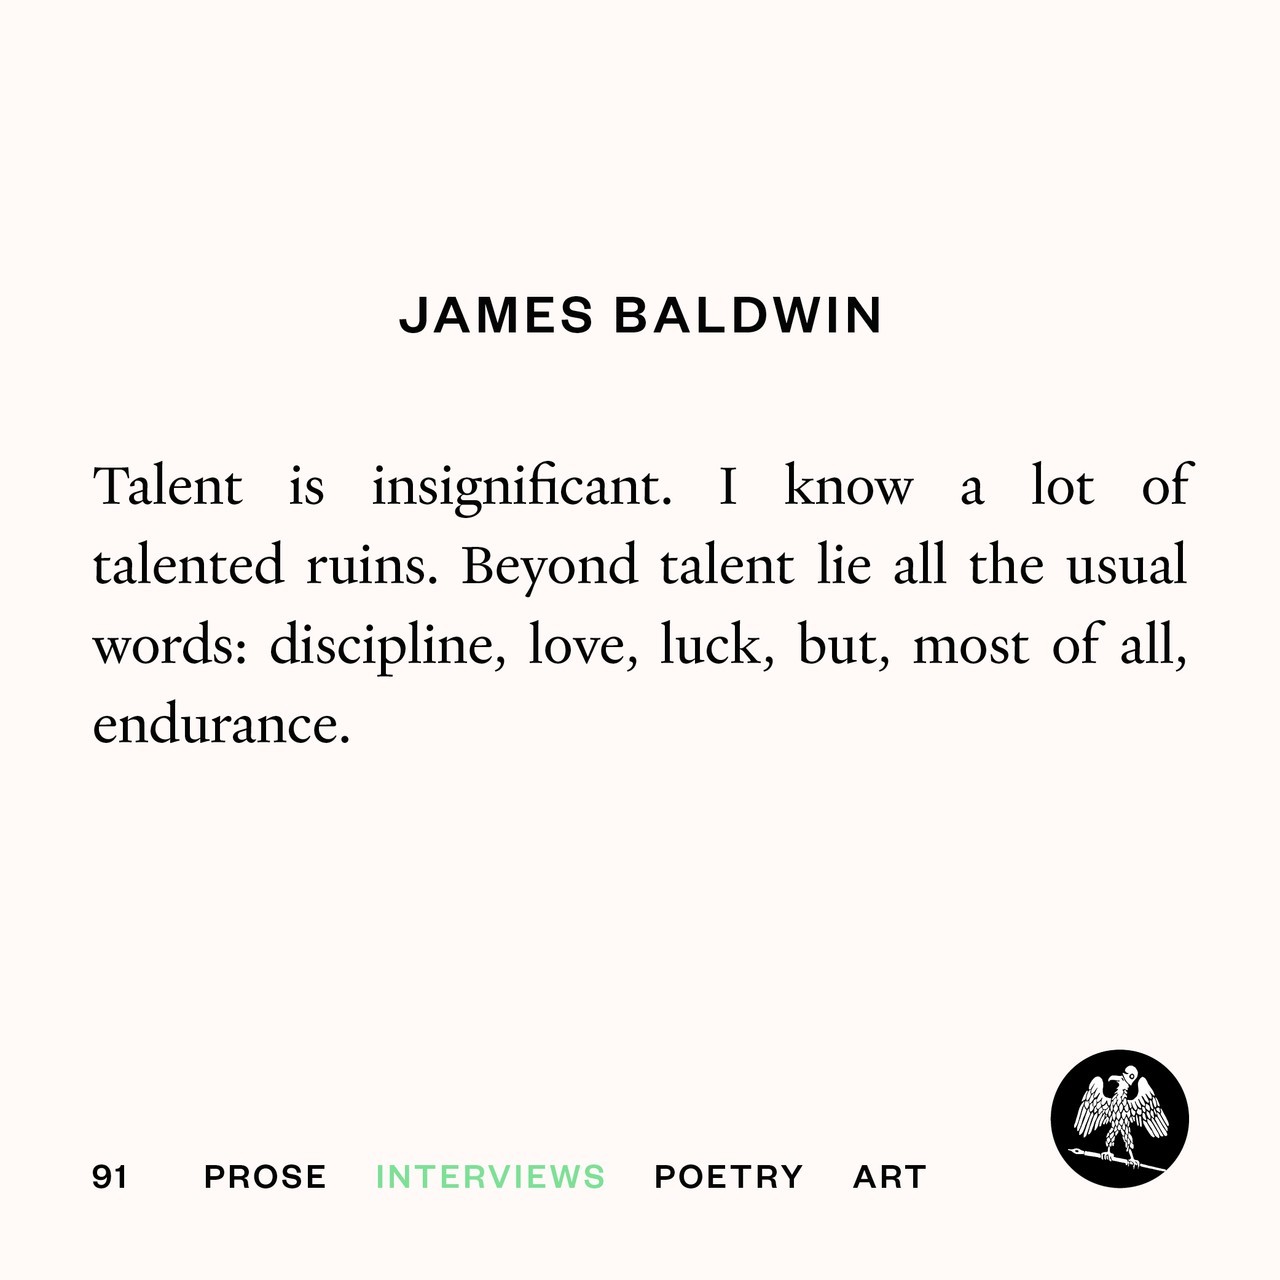 JAMES BALDWIN
Talent is insignificant. I know a lot of
talented ruins. Beyond talent lie all the usual
words: discipline, love, luck, but, most of all,
endurance.
91 PROSE INTERVIEWS POETRY ART